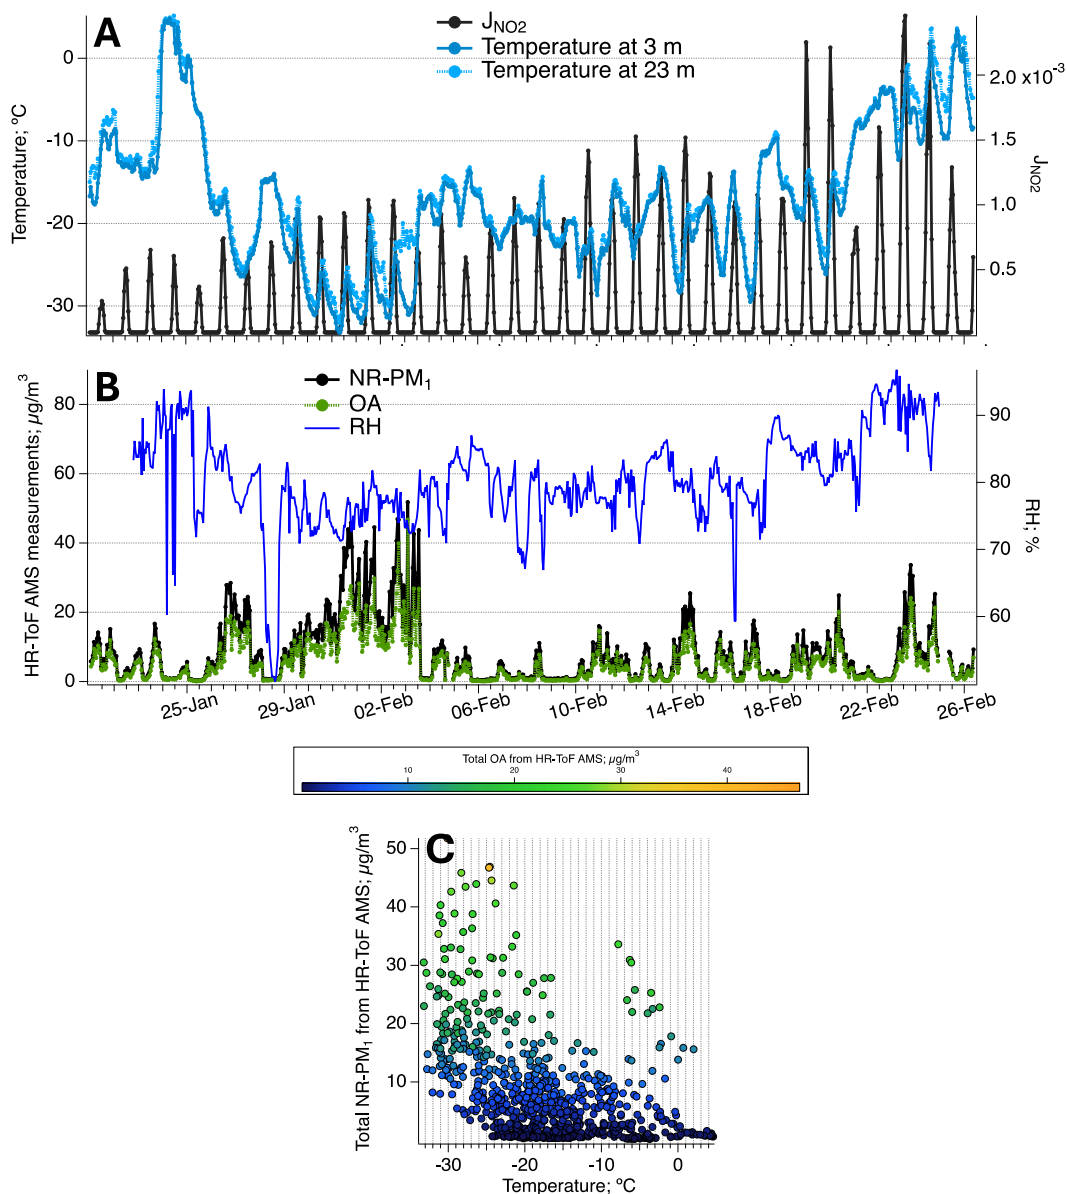 A
J_NO2
Temperature at 3 m
Temperature at 23 m
Temperature; ºC
0
-10
-20
-30
2.0 x10⁻³
1.5
1.0
0.5
J_NO2
B
NR-PM₁
OA
RH
HR-ToF AMS measurements; µg/m³
80
60
40
20
0
90
80
70
60
RH; %
25-Jan
29-Jan
02-Feb
06-Feb
10-Feb
14-Feb
18-Feb
22-Feb
26-Feb
Total OA from HR-ToF AMS; µg/m³
10
20
30
40
C
Total NR-PM₁ from HR-ToF AMS; µg/m³
50
40
30
20
10
-30
-20
-10
0
Temperature; ºC